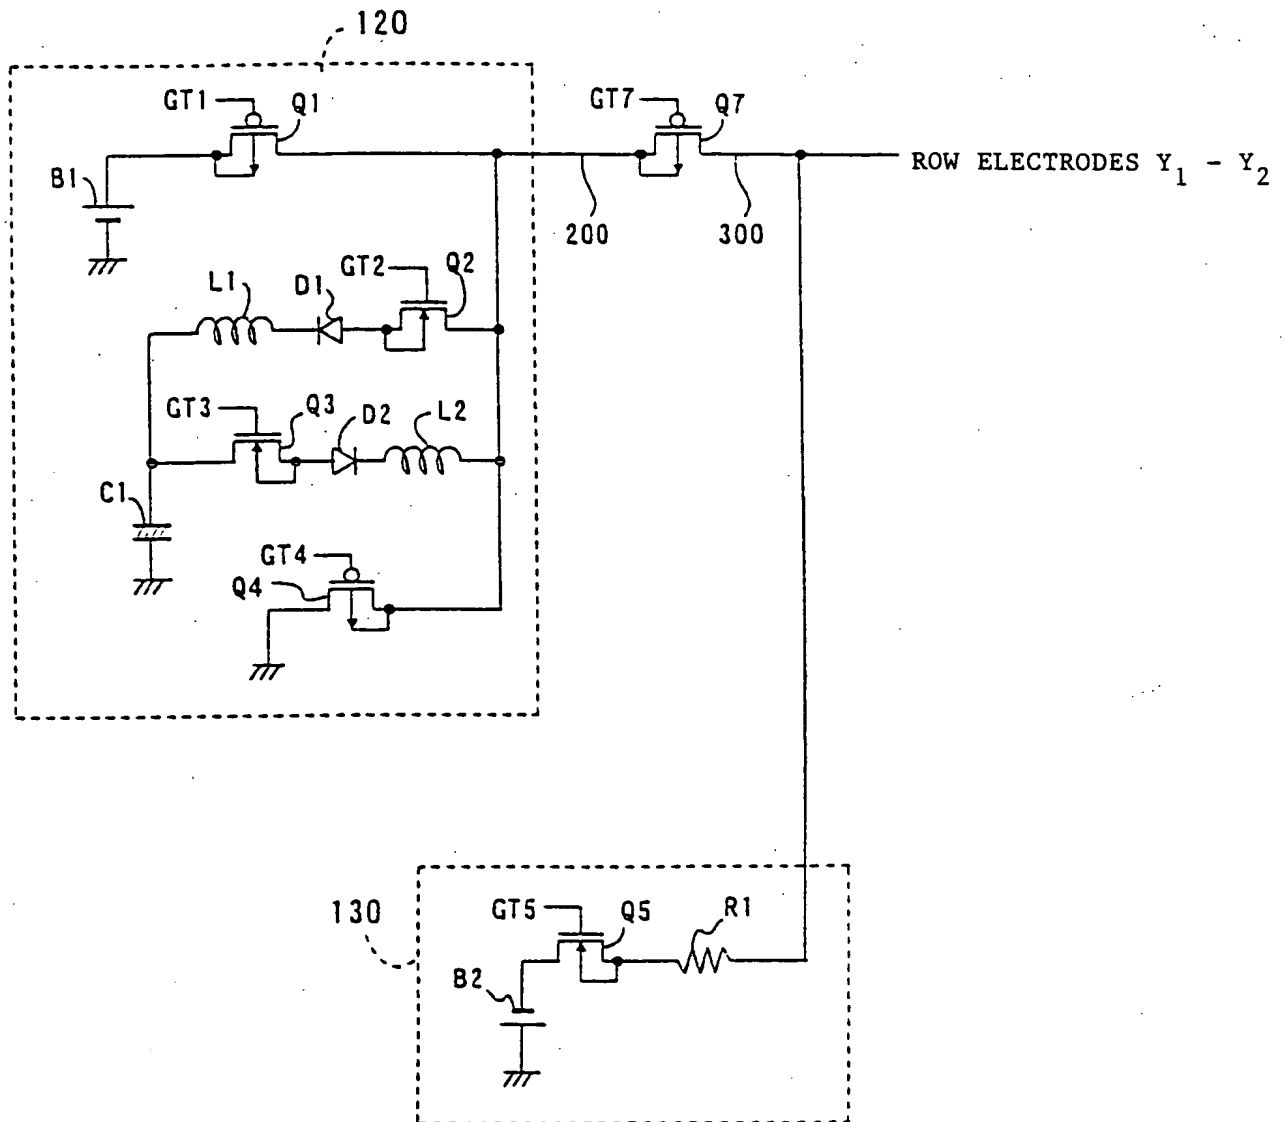 120
GT1
Q1
GT7
Q7
B1
ROW ELECTRODES Y1 - Y2
200
300
GT2
Q2
L1
D1
GT3
Q3
D2
L2
C1
GT4
Q4
130
GT5
Q5
R1
B2